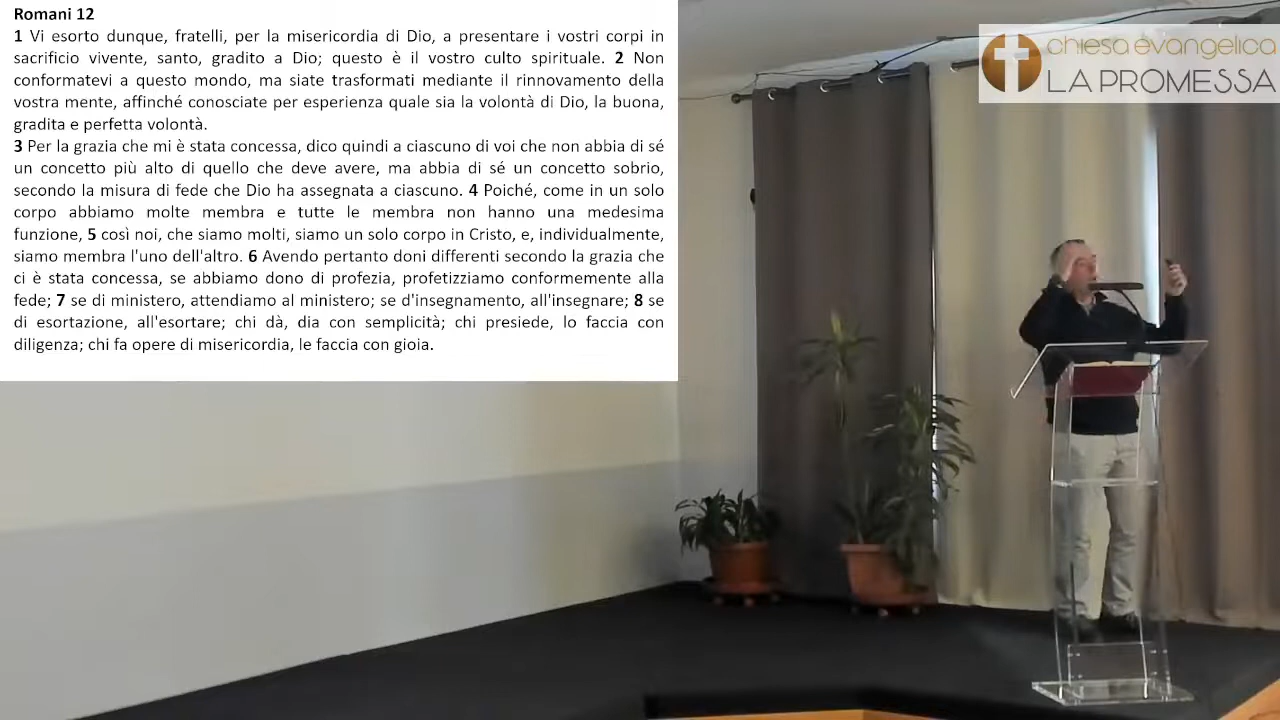 Romani 12
1 Vi esorto dunque, fratelli, per la misericordia di Dio, a presentare i vostri corpi in
sacrificio vivente, santo, gradito a Dio; questo è il vostro culto spirituale. 2 Non
conformatevi a questo mondo, ma siate trasformati mediante il rinnovamento della
vostra mente, affinché conosciate per esperienza quale sia la volontà di Dio, la buona,
gradita e perfetta volontà.
3 Per la grazia che mi è stata concessa, dico quindi a ciascuno di voi che non abbia di sé
un concetto più alto di quello che deve avere, ma abbia di sé un concetto sobrio,
secondo la misura di fede che Dio ha assegnata a ciascuno. 4 Poiché, come in un solo
corpo abbiamo molte membra e tutte le membra non hanno una medesima
funzione, 5 così noi, che siamo molti, siamo un solo corpo in Cristo, e, individualmente,
siamo membra l'uno dell'altro. 6 Avendo pertanto doni differenti secondo la grazia che
ci è stata concessa, se abbiamo dono di profezia, profetizziamo conformemente alla
fede; 7 se di ministero, attendiamo al ministero; se d'insegnamento, all'insegnare; 8 se
di esortazione, all'esortare; chi dà, dia con semplicità; chi presiede, lo faccia con
diligenza; chi fa opere di misericordia, le faccia con gioia.
chiesa evangelica
LA PROMESSA